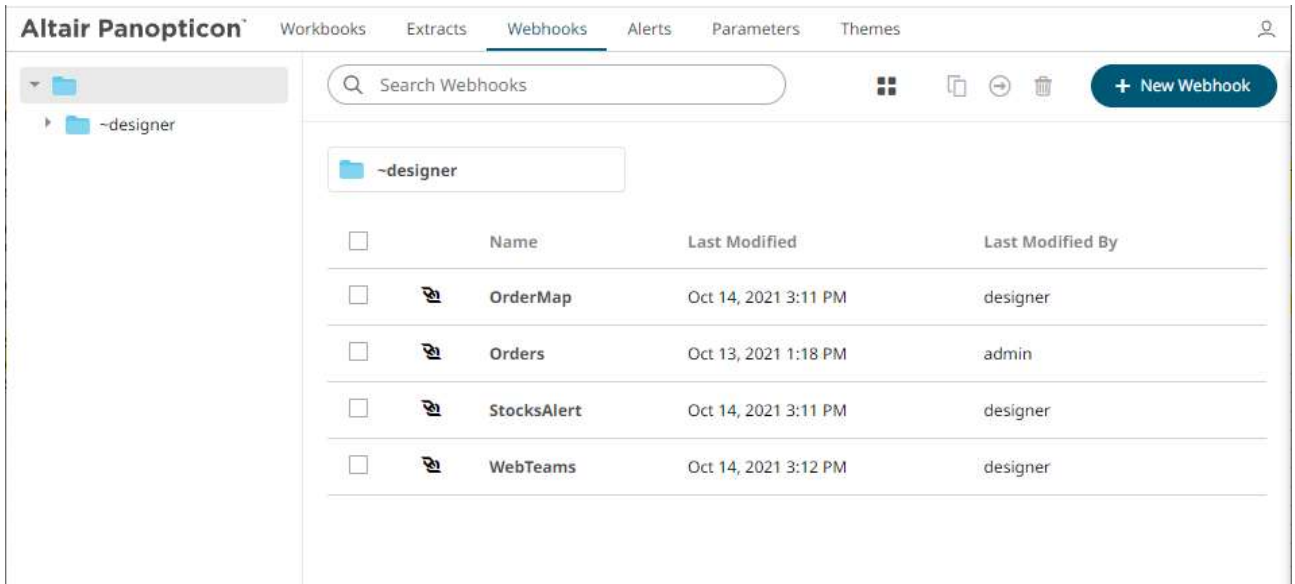 Altair Panopticon™ Workbooks Extracts Webhooks Alerts Parameters Themes
Search Webhooks + New Webhook
~designer
~designer
Name Last Modified Last Modified By
OrderMap Oct 14, 2021 3:11 PM designer
Orders Oct 13, 2021 1:18 PM admin
StocksAlert Oct 14, 2021 3:11 PM designer
WebTeams Oct 14, 2021 3:12 PM designer